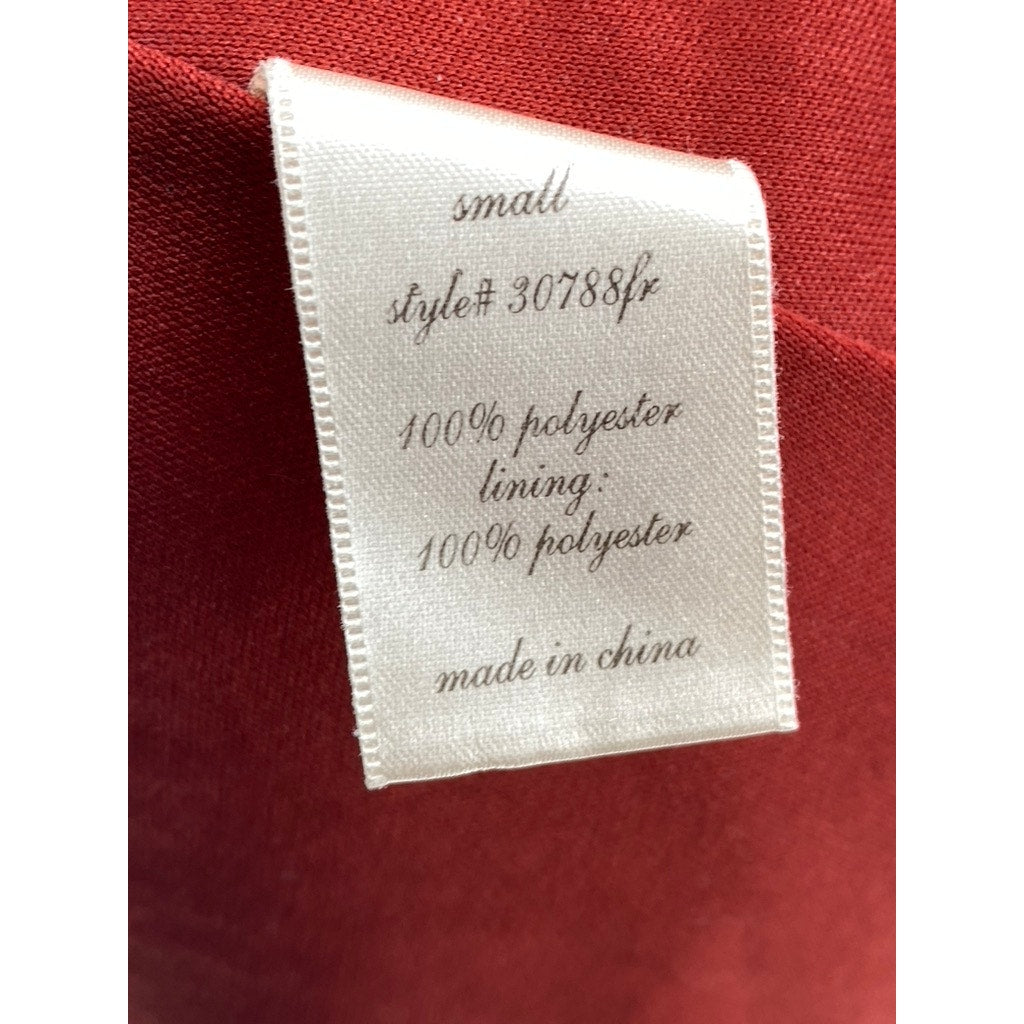 small
style# 30788fr
100% polyester
lining:
100% polyester
made in china